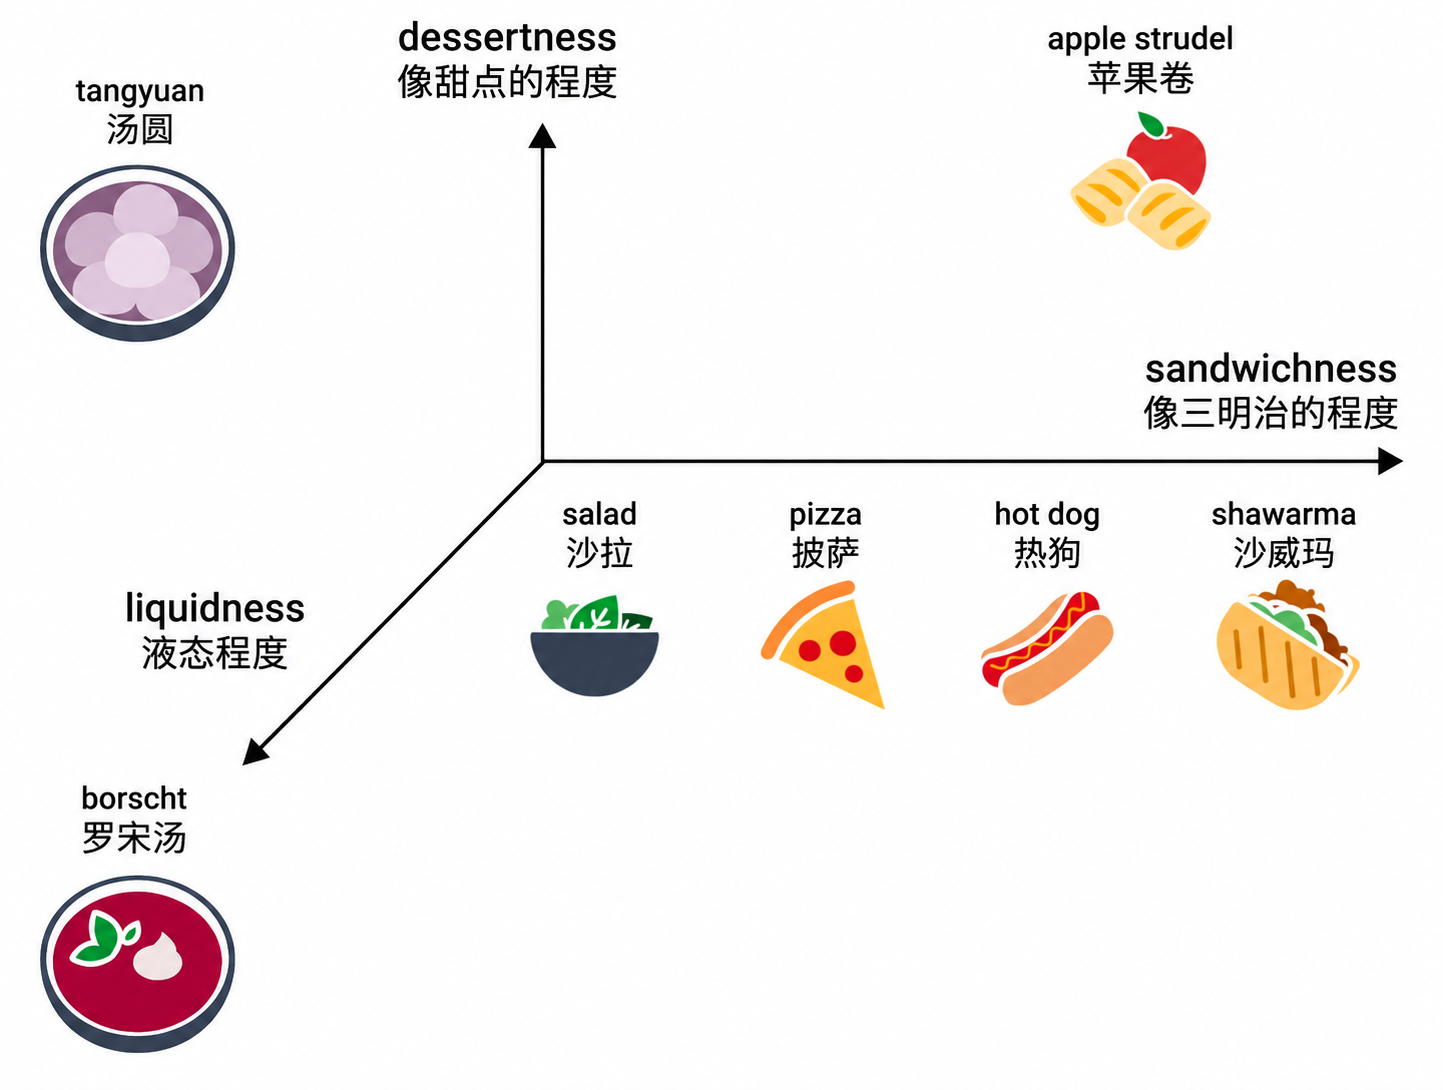 dessertness
像甜点的程度
apple strudel
苹果卷
tangyuan
汤圆
sandwichness
像三明治的程度
salad
沙拉
pizza
披萨
hot dog
热狗
shawarma
沙威玛
liquidness
液态程度
borscht
罗宋汤